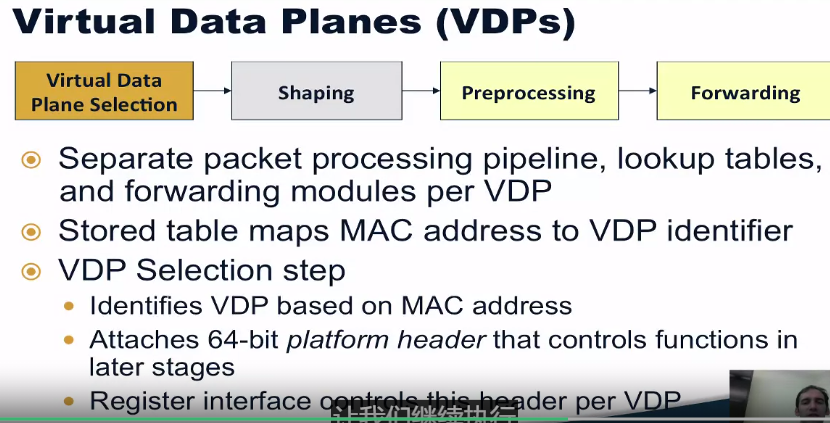 Virtual Data Planes (VDPs)
Virtual Data
Plane Selection
Shaping
Preprocessing
Forwarding
Separate packet processing pipeline, lookup tables,
and forwarding modules per VDP
Stored table maps MAC address to VDP identifier
VDP Selection step
Identifies VDP based on MAC address
Attaches 64-bit platform header that controls functions in
later stages
Register interface controls this header per VDP
让我们继续执行